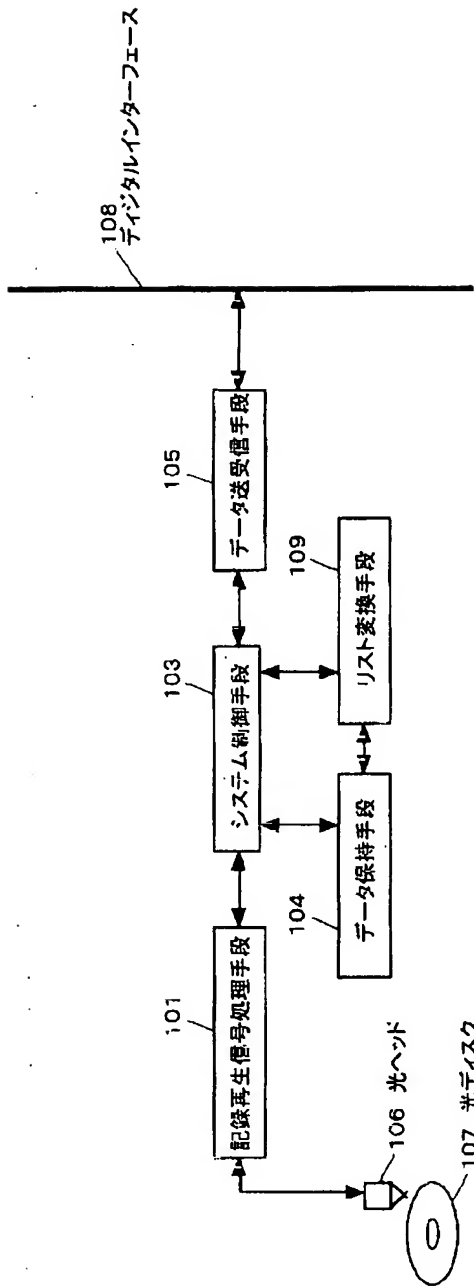 101
記録再生信号処理手段
103
システム制御手段
105
データ送受信手段
108
ディジタルインターフェース
104
データ保持手段
109
リスト変換手段
106 光ヘッド
107 光ディスク